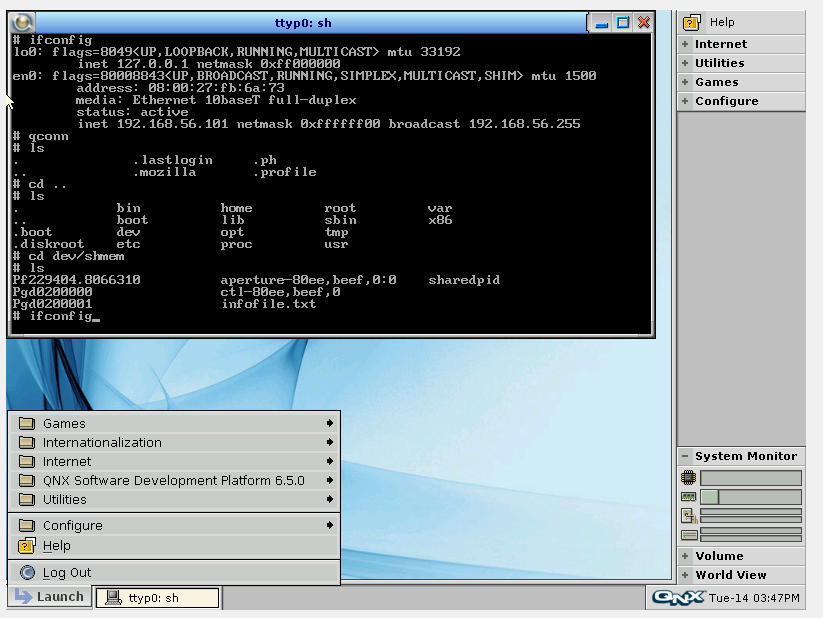 ttyp0: sh
# ifconfig
lo0: flags=8049<UP,LOOPBACK,RUNNING,MULTICAST> mtu 33192
inet 127.0.0.1 netmask 0xff000000
en0: flags=80008843<UP,BROADCAST,RUNNING,SIMPLEX,MULTICAST,SHIM> mtu 1500
address: 08:00:27:fb:6a:73
media: Ethernet 10baseT full-duplex
status: active
inet 192.168.56.101 netmask 0xffffff00 broadcast 192.168.56.255
# qconn
# ls
. .lastlogin .ph
.. .mozilla .profile
# cd ..
# ls
. bin home root var
.. boot lib sbin x86
.boot dev opt tmp
.diskroot etc proc usr
# cd dev/shmem
# ls
Pf229404.8066310 aperture-80ee,beef,0:0 sharedpid
Pgd0200000 ctl-80ee,beef,0
Pgd0200001 infofile.txt
# ifconfig_
Games
Internationalization
Internet
QNX Software Development Platform 6.5.0
Utilities
Configure
Help
Log Out
Launch
ttyp0: sh
Help
+ Internet
+ Utilities
+ Games
+ Configure
− System Monitor
+ Volume
+ World View
QNX Tue-14 03:47PM